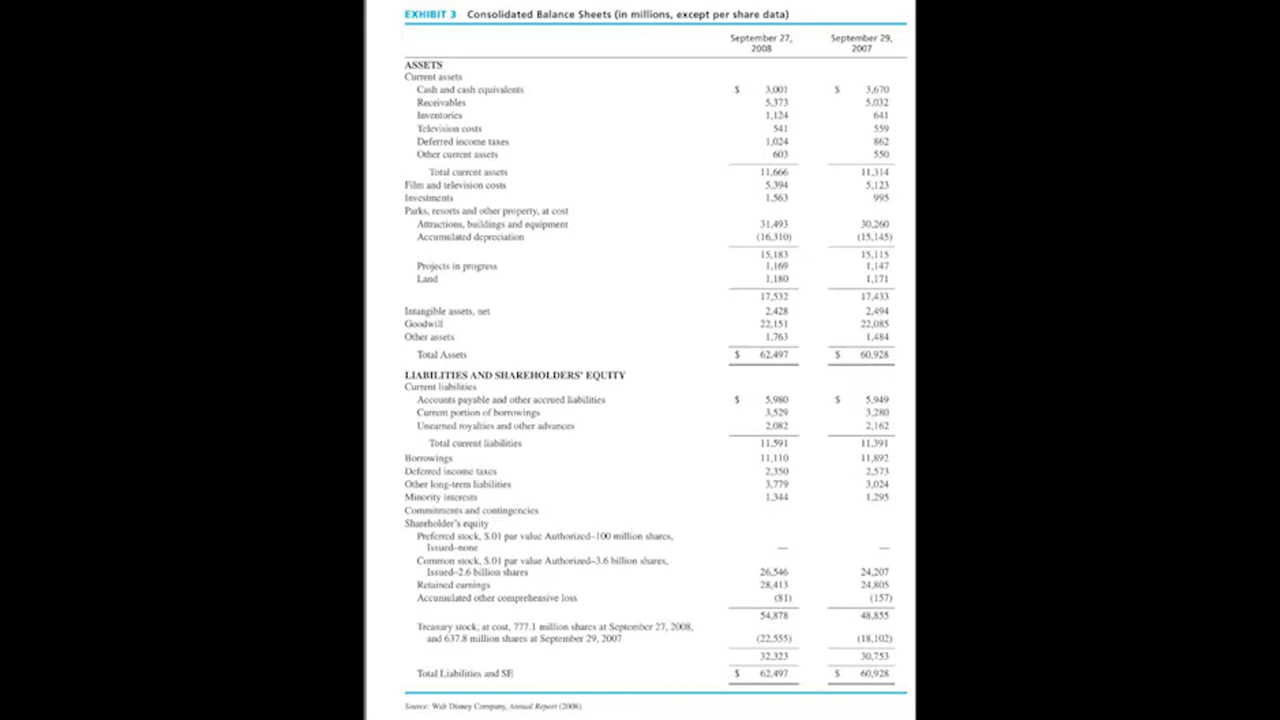 EXHIBIT 3 Consolidated Balance Sheets (in millions, except per share data)
September 27, 2008 September 29, 2007
ASSETS
Current assets
Cash and cash equivalents $ 3,001 $ 3,670
Receivables 5,373 5,032
Inventories 1,124 641
Television costs 541 559
Deferred income taxes 1,024 862
Other current assets 603 550
Total current assets 11,666 11,314
Film and television costs 5,394 5,123
Investments 1,563 995
Parks, resorts and other property, at cost
Attractions, buildings and equipment 31,493 30,260
Accumulated depreciation (16,310) (15,145)
15,183 15,115
Projects in progress 1,169 1,147
Land 1,180 1,171
17,532 17,433
Intangible assets, net 2,428 2,494
Goodwill 22,151 22,085
Other assets 1,763 1,484
Total Assets $ 62,497 $ 60,928
LIABILITIES AND SHAREHOLDERS' EQUITY
Current liabilities
Accounts payable and other accrued liabilities $ 5,980 $ 5,949
Current portion of borrowings 3,529 3,280
Unearned royalties and other advances 2,082 2,162
Total current liabilities 11,591 11,391
Borrowings 11,110 11,892
Deferred income taxes 2,350 2,573
Other long-term liabilities 3,779 3,024
Minority interests 1,344 1,295
Commitments and contingencies
Shareholder's equity
Preferred stock, $.01 par value Authorized–100 million shares,
Issued–none — —
Common stock, $.01 par value Authorized–3.6 billion shares,
Issued–2.6 billion shares 26,546 24,207
Retained earnings 28,413 24,805
Accumulated other comprehensive loss (81) (157)
54,878 48,855
Treasury stock, at cost, 777.1 million shares at September 27, 2008,
and 637.8 million shares at September 29, 2007 (22,555) (18,102)
32,323 30,753
Total Liabilities and SE $ 62,497 $ 60,928
Source: Walt Disney Company, Annual Report (2008).